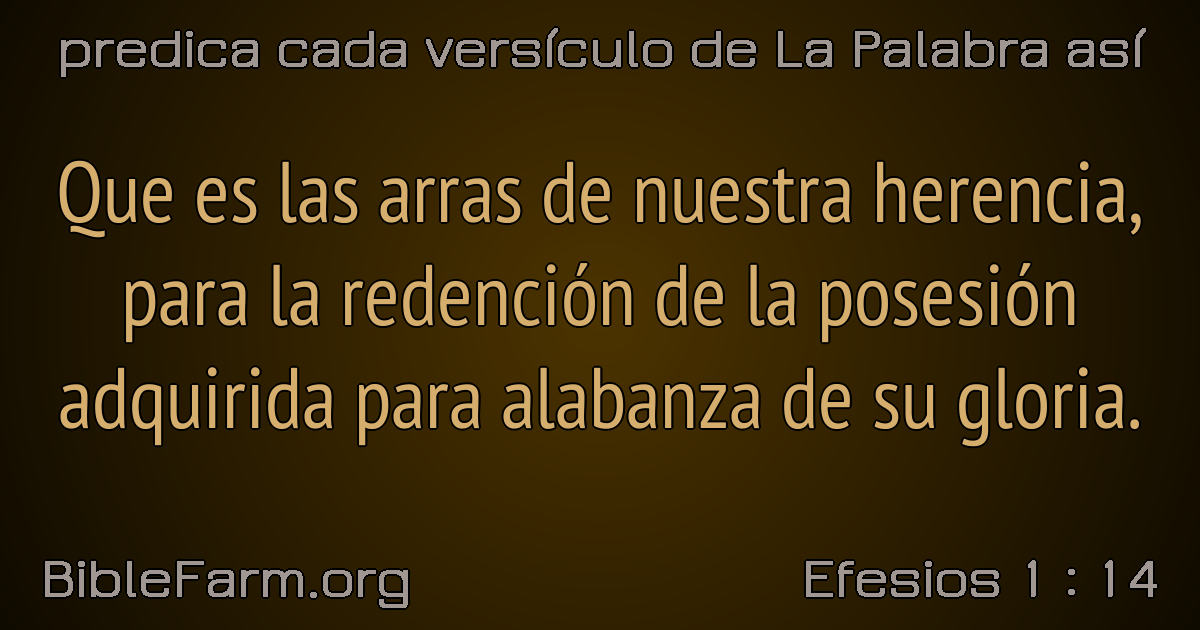 predica cada versículo de La Palabra así
Que es las arras de nuestra herencia,
para la redención de la posesión
adquirida para alabanza de su gloria.
BibleFarm.org
Efesios 1 : 14